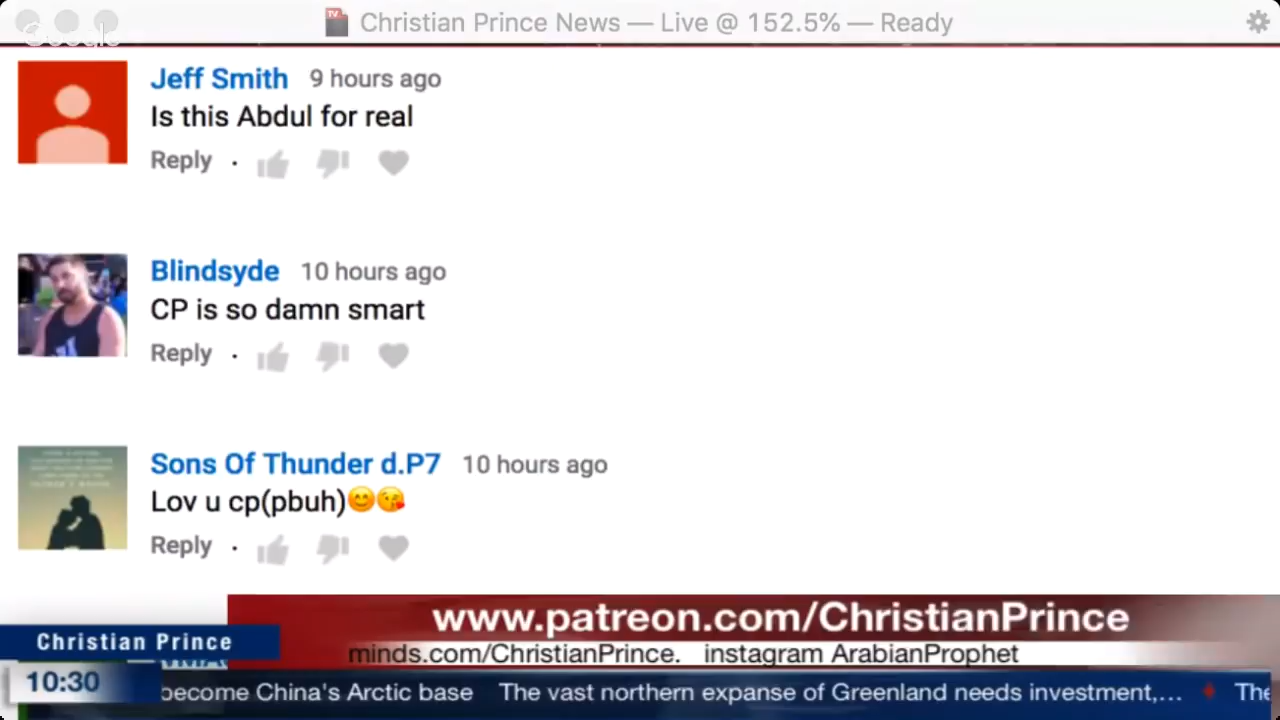 Christian Prince News — Live @ 152.5% — Ready
Google
Jeff Smith 9 hours ago
Is this Abdul for real
Reply ·
Blindsyde 10 hours ago
CP is so damn smart
Reply ·
Sons Of Thunder d.P7 10 hours ago
Lov u cp(pbuh)😊😘
Reply ·
www.patreon.com/ChristianPrince
Christian Prince
minds.com/ChristianPrince. instagram ArabianProphet
10:30
become China's Arctic base The vast northern expanse of Greenland needs investment,... The